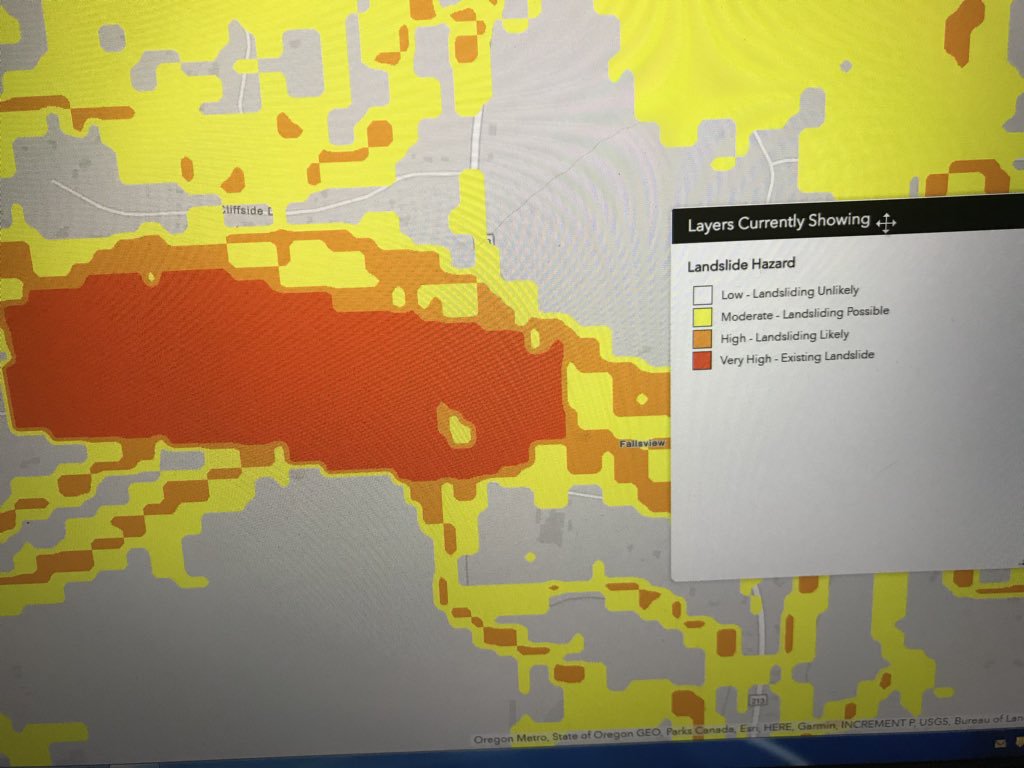 Cliffside
Layers Currently Showing
Landslide Hazard
Low - Landsliding Unlikely
Moderate - Landsliding Possible
High - Landsliding Likely
Very High - Existing Landslide
Fallsview
213
Oregon Metro, State of Oregon GEO, Parks Canada, Esri, HERE, Garmin, INCREMENT P, USGS, Bureau of Lan